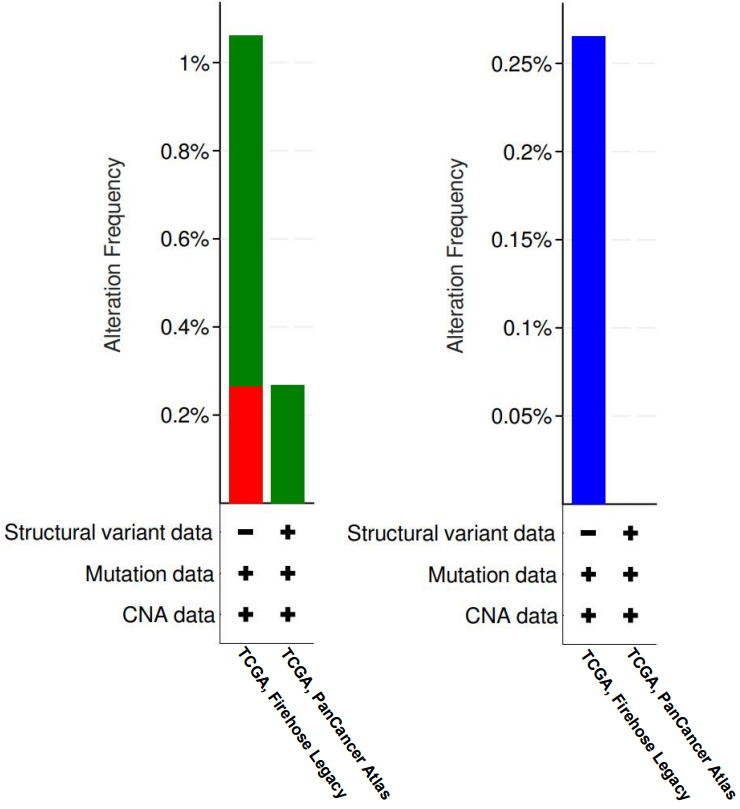 Alteration Frequency
1%
0.8%
0.6%
0.4%
0.2%
Structural variant data
Mutation data
CNA data
TCGA, Firehose Legacy
TCGA, PanCancer Atlas
Alteration Frequency
0.25%
0.2%
0.15%
0.1%
0.05%
Structural variant data
Mutation data
CNA data
TCGA, Firehose Legacy
TCGA, PanCancer Atlas